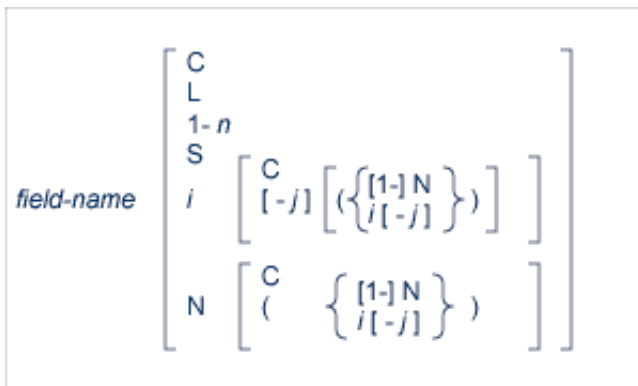 C
L
1- n
S
C
field-name i [ -j ] ( [1-] N )
i [ -j ]
C
N ( [1-] N )
i [ -j ]